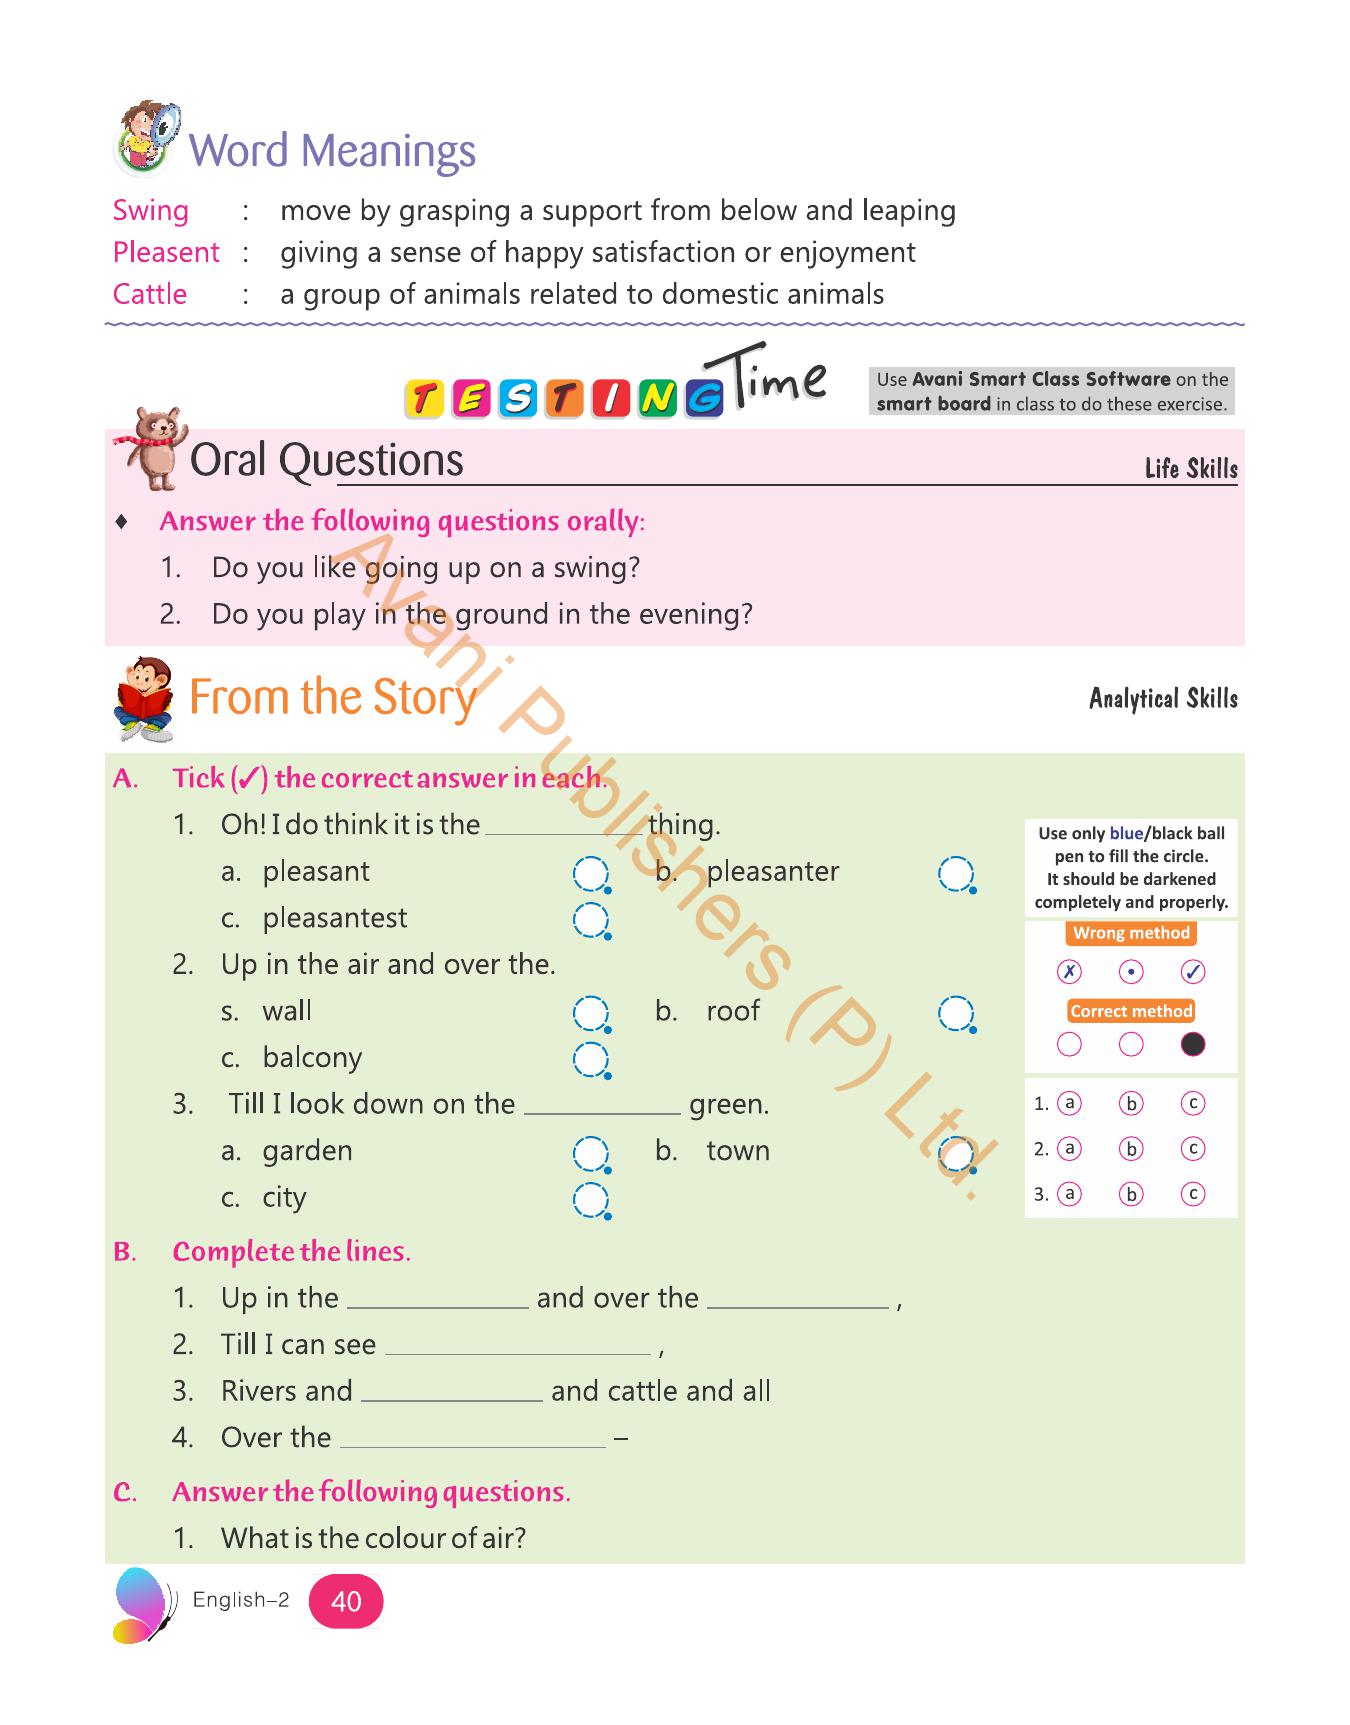 Word Meanings
Swing : move by grasping a support from below and leaping
Pleasent : giving a sense of happy satisfaction or enjoyment
Cattle : a group of animals related to domestic animals
TESTING Time
Use Avani Smart Class Software on the
smart board in class to do these exercise.
Oral Questions
Life Skills
♦ Answer the following questions orally:
1. Do you like going up on a swing?
2. Do you play in the ground in the evening?
From the Story
Analytical Skills
A. Tick (✓) the correct answer in each.
1. Oh! I do think it is the __________ thing.
a. pleasant b. pleasanter
c. pleasantest
2. Up in the air and over the.
s. wall b. roof
c. balcony
3. Till I look down on the __________ green.
a. garden b. town
c. city
Use only blue/black ball
pen to fill the circle.
It should be darkened
completely and properly.
Wrong method
✗ • ✓
Correct method
1. a b c
2. a b c
3. a b c
B. Complete the lines.
1. Up in the ____________ and over the ____________ ,
2. Till I can see __________________ ,
3. Rivers and ____________ and cattle and all
4. Over the __________________ –
C. Answer the following questions.
1. What is the colour of air?
English–2 40
Avani Publishers (P) Ltd.